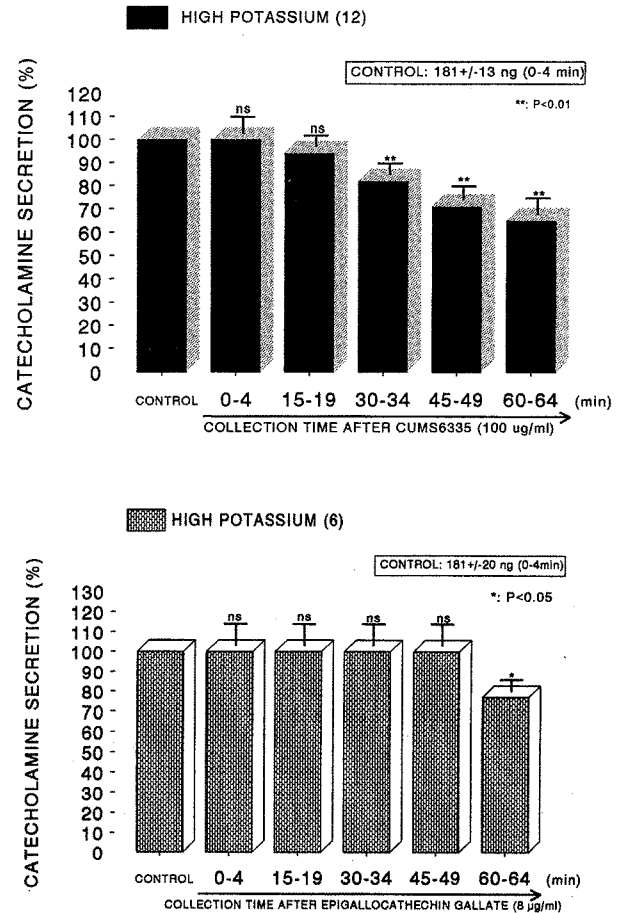 HIGH POTASSIUM (12)
CONTROL: 181+/-13 ng (0-4 min)
**: P<0.01
CATECHOLAMINE SECRETION (%)
120
110
100
90
80
70
60
50
40
30
20
10
0
ns
ns
**
**
**
CONTROL 0-4 15-19 30-34 45-49 60-64 (min)
COLLECTION TIME AFTER CUMS6335 (100 ug/ml)
HIGH POTASSIUM (6)
CONTROL: 181+/-20 ng (0-4min)
*: P<0.05
CATECHOLAMINE SECRETION (%)
130
120
110
100
90
80
70
60
50
40
30
20
10
0
ns
ns
ns
ns
*
CONTROL 0-4 15-19 30-34 45-49 60-64 (min)
COLLECTION TIME AFTER EPIGALLOCATHECHIN GALLATE (8 µg/ml)